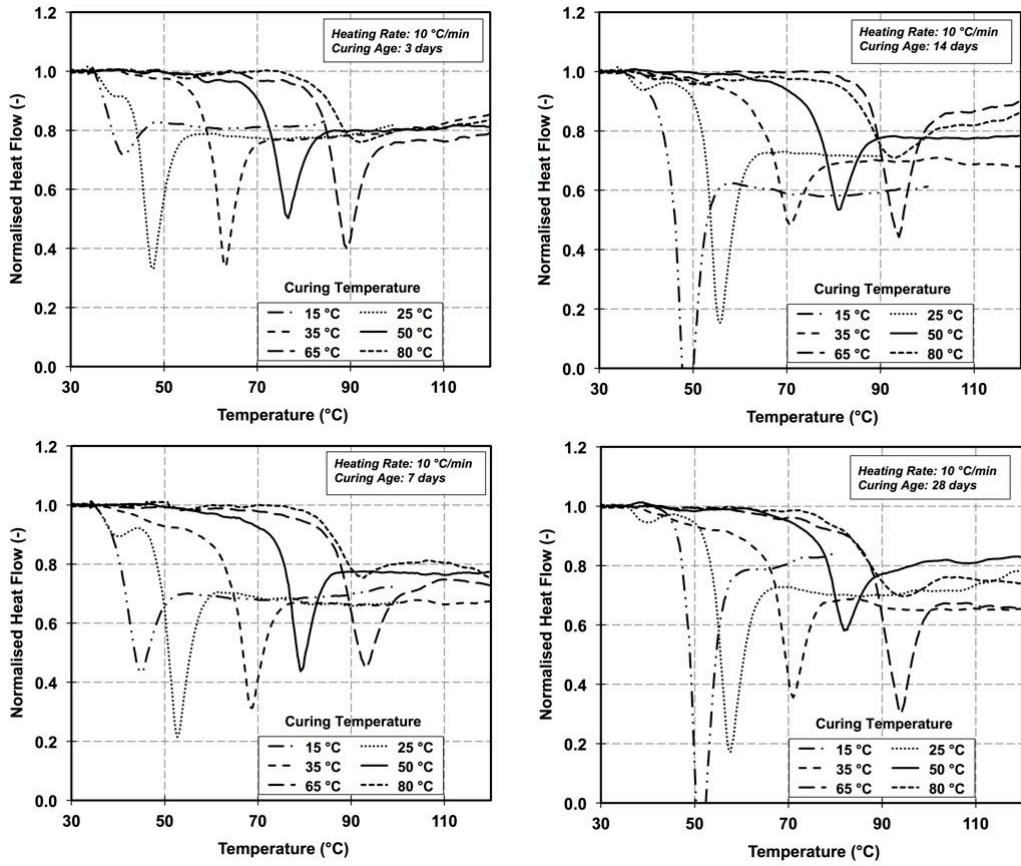 1.2
1.0
0.8
0.6
0.4
0.2
0.0
Normalised Heat Flow (-)
Heating Rate: 10 °C/min
Curing Age: 3 days
Curing Temperature
15 °C 25 °C
35 °C 50 °C
65 °C 80 °C
30 50 70 90 110
Temperature (°C)
1.2
1.0
0.8
0.6
0.4
0.2
0.0
Normalised Heat Flow (-)
Heating Rate: 10 °C/min
Curing Age: 14 days
Curing Temperature
15 °C 25 °C
35 °C 50 °C
65 °C 80 °C
30 50 70 90 110
Temperature (°C)
1.2
1.0
0.8
0.6
0.4
0.2
0.0
Normalised Heat Flow (-)
Heating Rate: 10 °C/min
Curing Age: 7 days
Curing Temperature
15 °C 25 °C
35 °C 50 °C
65 °C 80 °C
30 50 70 90 110
Temperature (°C)
1.2
1.0
0.8
0.6
0.4
0.2
0.0
Normalised Heat Flow (-)
Heating Rate: 10 °C/min
Curing Age: 28 days
Curing Temperature
15 °C 25 °C
35 °C 50 °C
65 °C 80 °C
30 50 70 90 110
Temperature (°C)